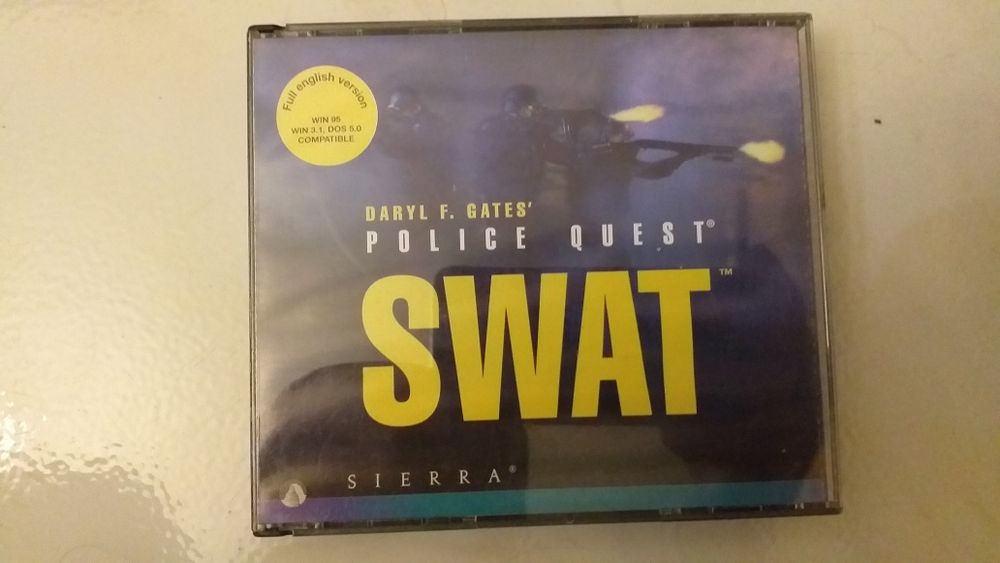 Full english version
WIN 95
WIN 3.1, DOS 5.0
COMPATIBLE
DARYL F. GATES'
POLICE QUEST®
SWAT™
SIERRA®